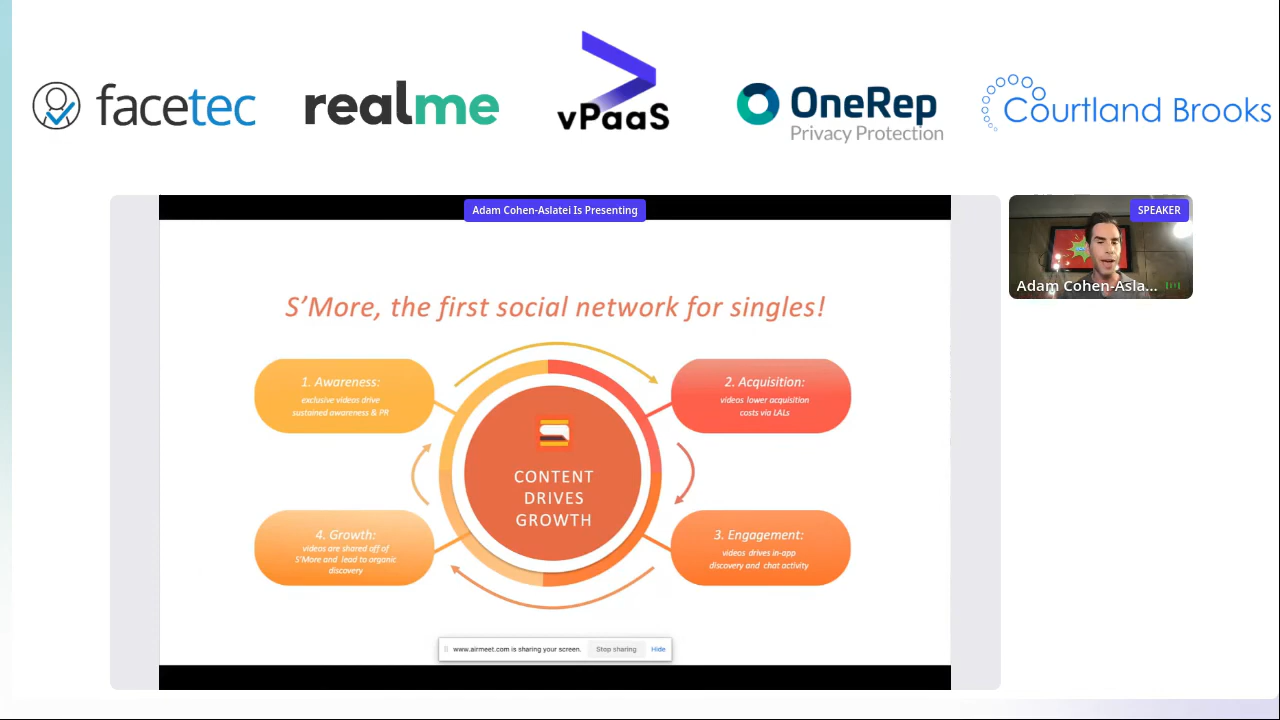 facetec
realme
vPaaS
OneRep
Privacy Protection
Courtland Brooks
Adam Cohen-Aslatei Is Presenting
SPEAKER
Adam Cohen-Asla...
S'More, the first social network for singles!
1. Awareness:
exclusive videos drive
sustained awareness & PR
2. Acquisition:
videos lower acquisition
costs via LALs
CONTENT
DRIVES
GROWTH
4. Growth:
videos are shared off of
S'More and lead to organic
discovery
3. Engagement:
videos drives in-app
discovery and chat activity
www.airmeet.com is sharing your screen.
Stop sharing
Hide